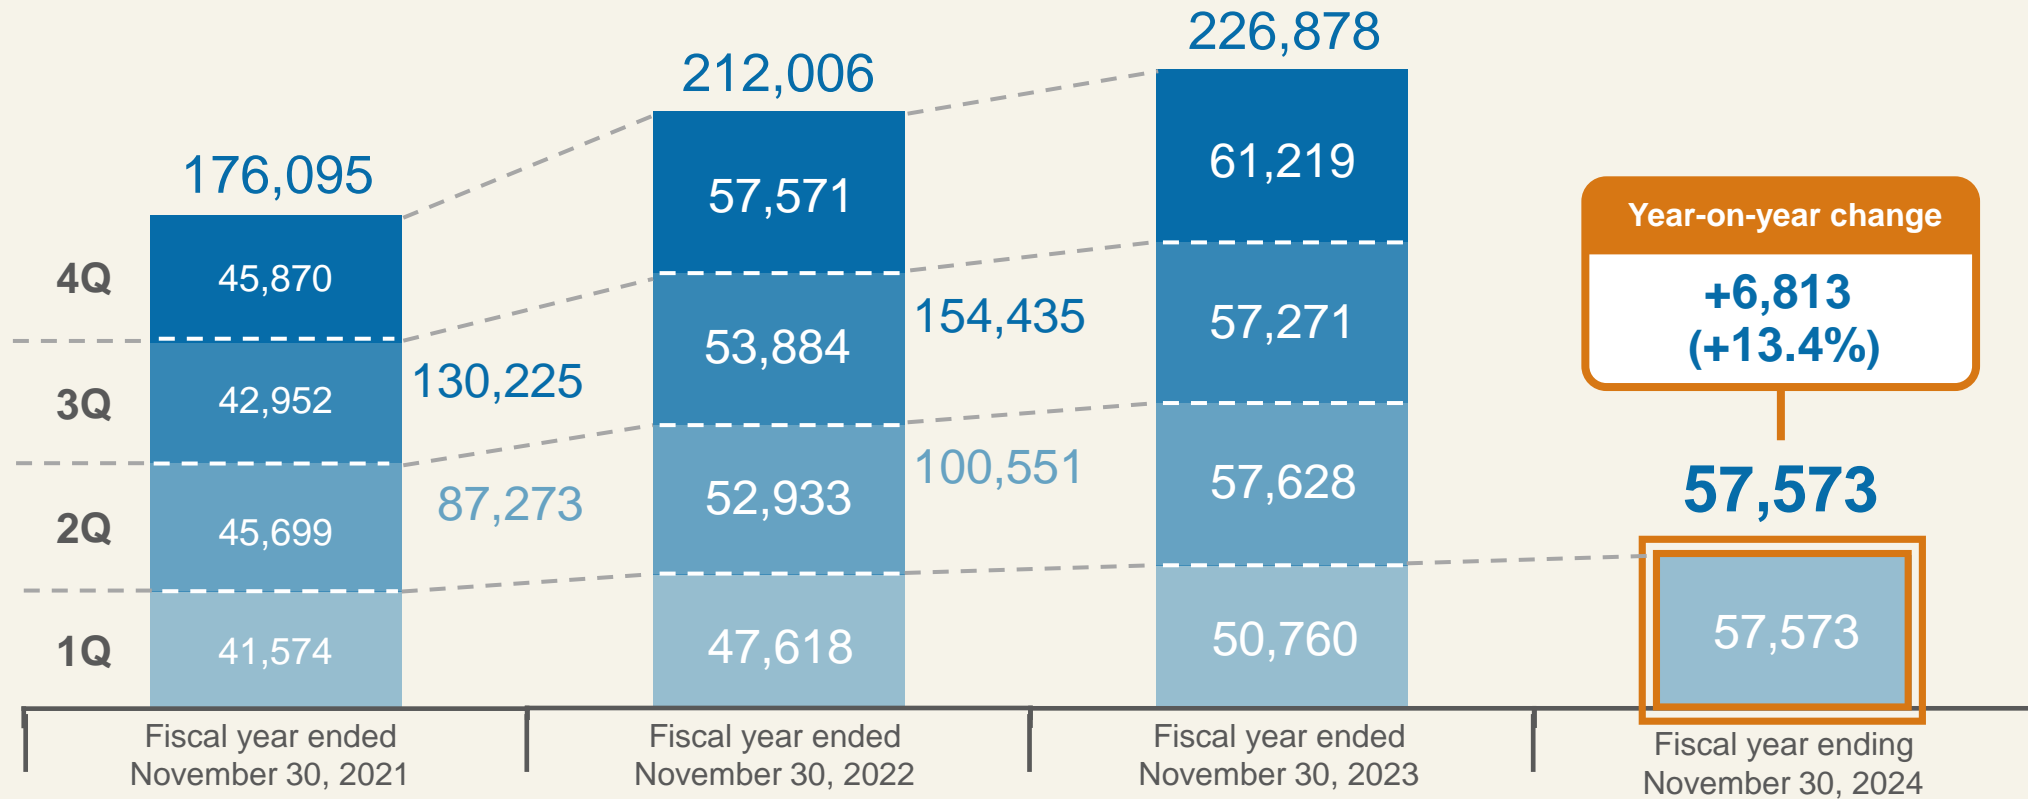 176,095
212,006
226,878
4Q
45,870
57,571
61,219
3Q
42,952
130,225
53,884
154,435
57,271
2Q
45,699
87,273
52,933
100,551
57,628
1Q
41,574
47,618
50,760
Year-on-year change
+6,813
(+13.4%)
57,573
57,573
Fiscal year ended
November 30, 2021
Fiscal year ended
November 30, 2022
Fiscal year ended
November 30, 2023
Fiscal year ending
November 30, 2024